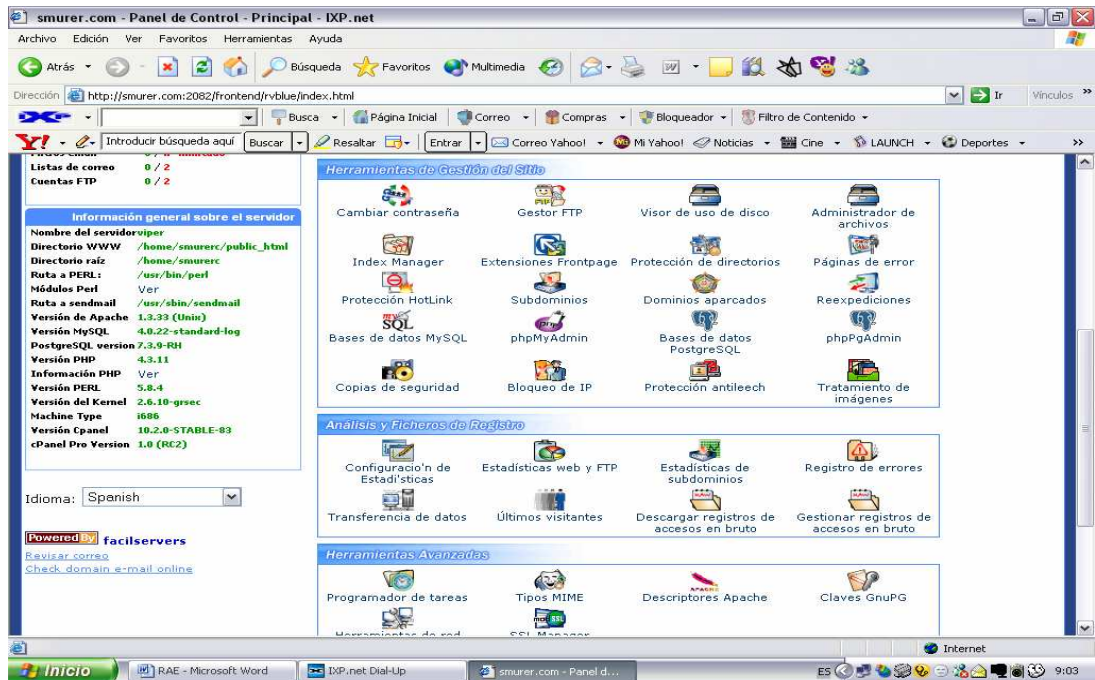 smurer.com - Panel de Control - Principal - IXP.net
Archivo Edición Ver Favoritos Herramientas Ayuda
Atrás Búsqueda Favoritos Multimedia
Dirección http://smurer.com:2082/frontend/rvblue/index.html Ir Vínculos
Busca Página Inicial Correo Compras Bloqueador Filtro de Contenido
Y! Introducir búsqueda aquí Buscar Resaltar Entrar Correo Yahoo! Mi Yahoo! Noticias Cine LAUNCH Deportes
Listas de correo 0 / 2
Cuentas FTP 0 / 2
Información general sobre el servidor
Nombre del servidor viper
Directorio WWW /home/smurerc/public_html
Directorio raíz /home/smurerc
Ruta a PERL: /usr/bin/perl
Módulos Perl Ver
Ruta a sendmail /usr/sbin/sendmail
Versión de Apache 1.3.33 (Unix)
Versión MySQL 4.0.22-standard-log
PostgreSQL version 7.3.9-RH
Versión PHP 4.3.11
Información PHP Ver
Versión PERL 5.8.4
Versión del Kernel 2.6.10-grsec
Machine Type i686
Versión Cpanel 10.2.0-STABLE-83
cPanel Pro Version 1.0 (RC2)
Idioma: Spanish
Powered By facilservers
Revisar correo
Check domain e-mail online
Herramientas de Gestión del Sitio
Cambiar contraseña Gestor FTP Visor de uso de disco Administrador de
archivos
Index Manager Extensiones Frontpage Protección de directorios Páginas de error
Protección HotLink Subdominios Dominios aparcados Reexpediciones
Bases de datos MySQL phpMyAdmin Bases de datos
PostgreSQL phpPgAdmin
Copias de seguridad Bloqueo de IP Protección antileech Tratamiento de
imágenes
Análisis y Ficheros de Registro
Configuracio'n de
Estadi'sticas Estadísticas web y FTP Estadísticas de
subdominios Registro de errores
Transferencia de datos Últimos visitantes Descargar registros de
accesos en bruto Gestionar registros de
accesos en bruto
Herramientas Avanzadas
Programador de tareas Tipos MIME Descriptores Apache Claves GnuPG
Herramientas de red SSL Manager
Internet
Inicio RAE - Microsoft Word IXP.net Dial-Up smurer.com - Panel d... ES 9:03